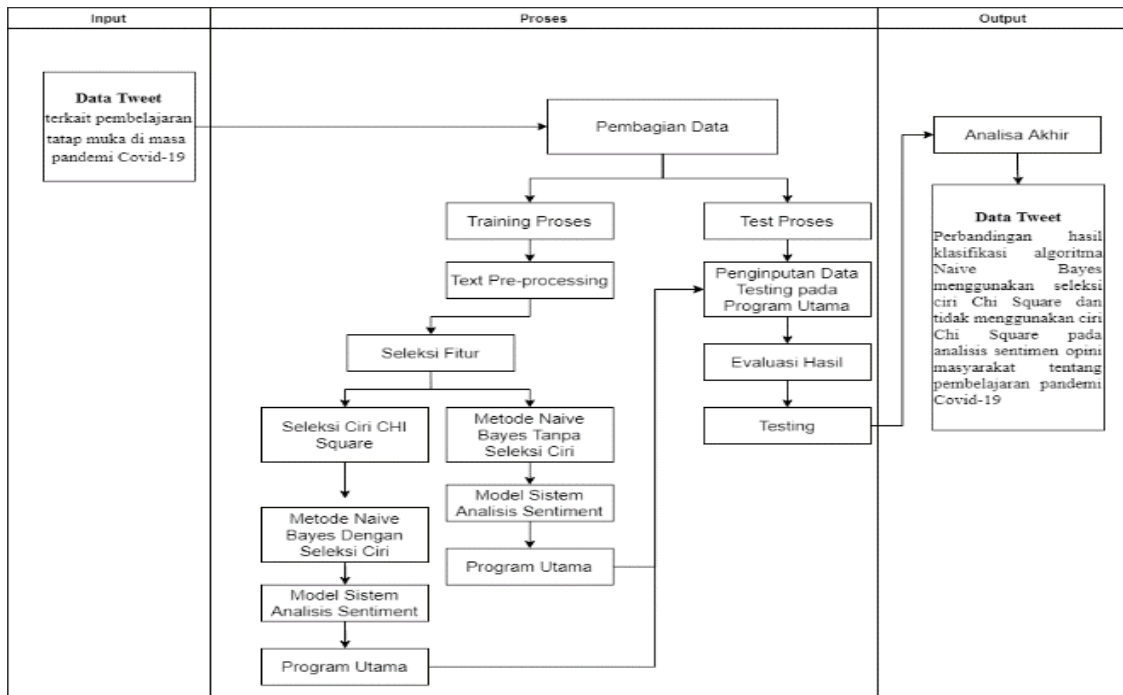 Input
Proses
Output
Data Tweet
terkait pembelajaran
tatap muka di masa
pandemi Covid-19
Pembagian Data
Training Proses
Text Pre-processing
Seleksi Fitur
Seleksi Ciri CHI
Square
Metode Naive
Bayes Dengan
Seleksi Ciri
Model Sistem
Analisis Sentiment
Program Utama
Metode Naive
Bayes Tanpa
Seleksi Ciri
Model Sistem
Analisis Sentiment
Program Utama
Test Proses
Penginputan Data
Testing pada
Program Utama
Evaluasi Hasil
Testing
Analisa Akhir
Data Tweet
Perbandingan hasil
klasifikasi algoritma
Naive Bayes
menggunakan seleksi
ciri Chi Square dan
tidak menggunakan ciri
Chi Square pada
analisis sentimen opini
masyarakat tentang
pembelajaran pandemi
Covid-19